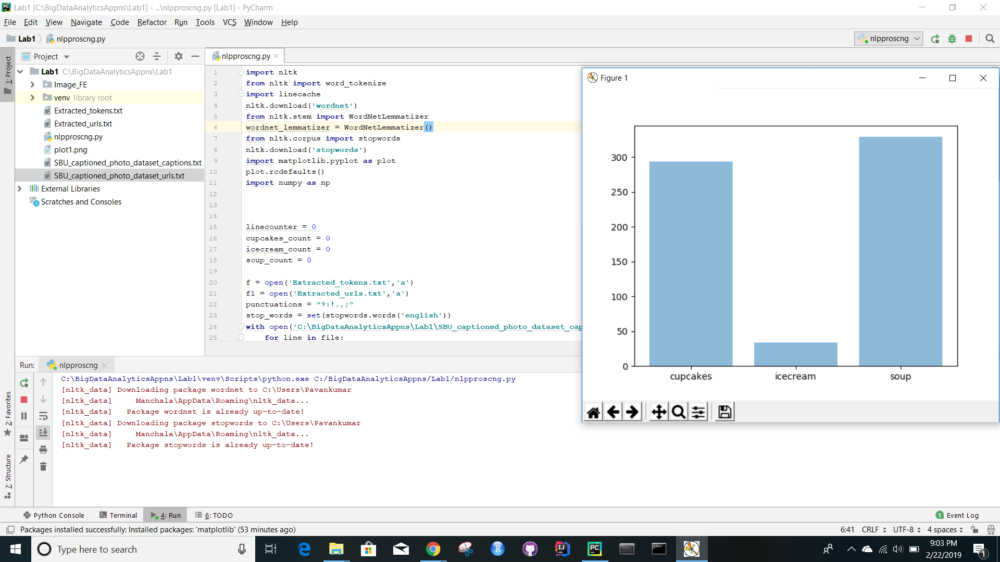 Lab1 [C:\BigDataAnalyticsAppns\Lab1] - ...\nlpproscng.py [Lab1] - PyCharm
File Edit View Navigate Code Refactor Run Tools VCS Window Help
Lab1 nlpproscng.py
nlpproscng
Project
nlpproscng.py
1: Project
Lab1 C:\BigDataAnalyticsAppns\Lab1
Image_FE
venv library root
Extracted_tokens.txt
Extracted_urls.txt
nlpproscng.py
plot1.png
SBU_captioned_photo_dataset_captions.txt
SBU_captioned_photo_dataset_urls.txt
External Libraries
Scratches and Consoles
1 import nltk
2 from nltk import word_tokenize
3 import linecache
4 nltk.download('wordnet')
5 from nltk.stem import WordNetLemmatizer
6 wordnet_lemmatizer = WordNetLemmatizer()
7 from nltk.corpus import stopwords
8 nltk.download('stopwords')
9 import matplotlib.pyplot as plot
10 plot.rcdefaults()
11 import numpy as np
12
13
14
15 linecounter = 0
16 cupcakes_count = 0
17 icecream_count = 0
18 soup_count = 0
19
20 f = open('Extracted_tokens.txt','a')
21 f1 = open('Extracted_urls.txt','a')
22 punctuations = "?:!.,;"
23 stop_words = set(stopwords.words('english'))
24 with open('C:\BigDataAnalyticsAppns\Lab1\SBU_captioned_photo_dataset_cap
25 for line in file:
Figure 1
300
250
200
150
100
50
0
cupcakes icecream soup
Run: nlpproscng
C:\BigDataAnalyticsAppns\Lab1\venv\Scripts\python.exe C:/BigDataAnalyticsAppns/Lab1/nlpproscng.py
[nltk_data] Downloading package wordnet to C:\Users\Pavankumar
[nltk_data] Manchala\AppData\Roaming\nltk_data...
[nltk_data] Package wordnet is already up-to-date!
[nltk_data] Downloading package stopwords to C:\Users\Pavankumar
[nltk_data] Manchala\AppData\Roaming\nltk_data...
[nltk_data] Package stopwords is already up-to-date!
2: Favorites
7: Structure
Python Console Terminal 4: Run 6: TODO
1 Event Log
Packages installed successfully: Installed packages: 'matplotlib' (53 minutes ago)
6:41 CRLF UTF-8 4 spaces
Type here to search
9:03 PM
2/22/2019
1